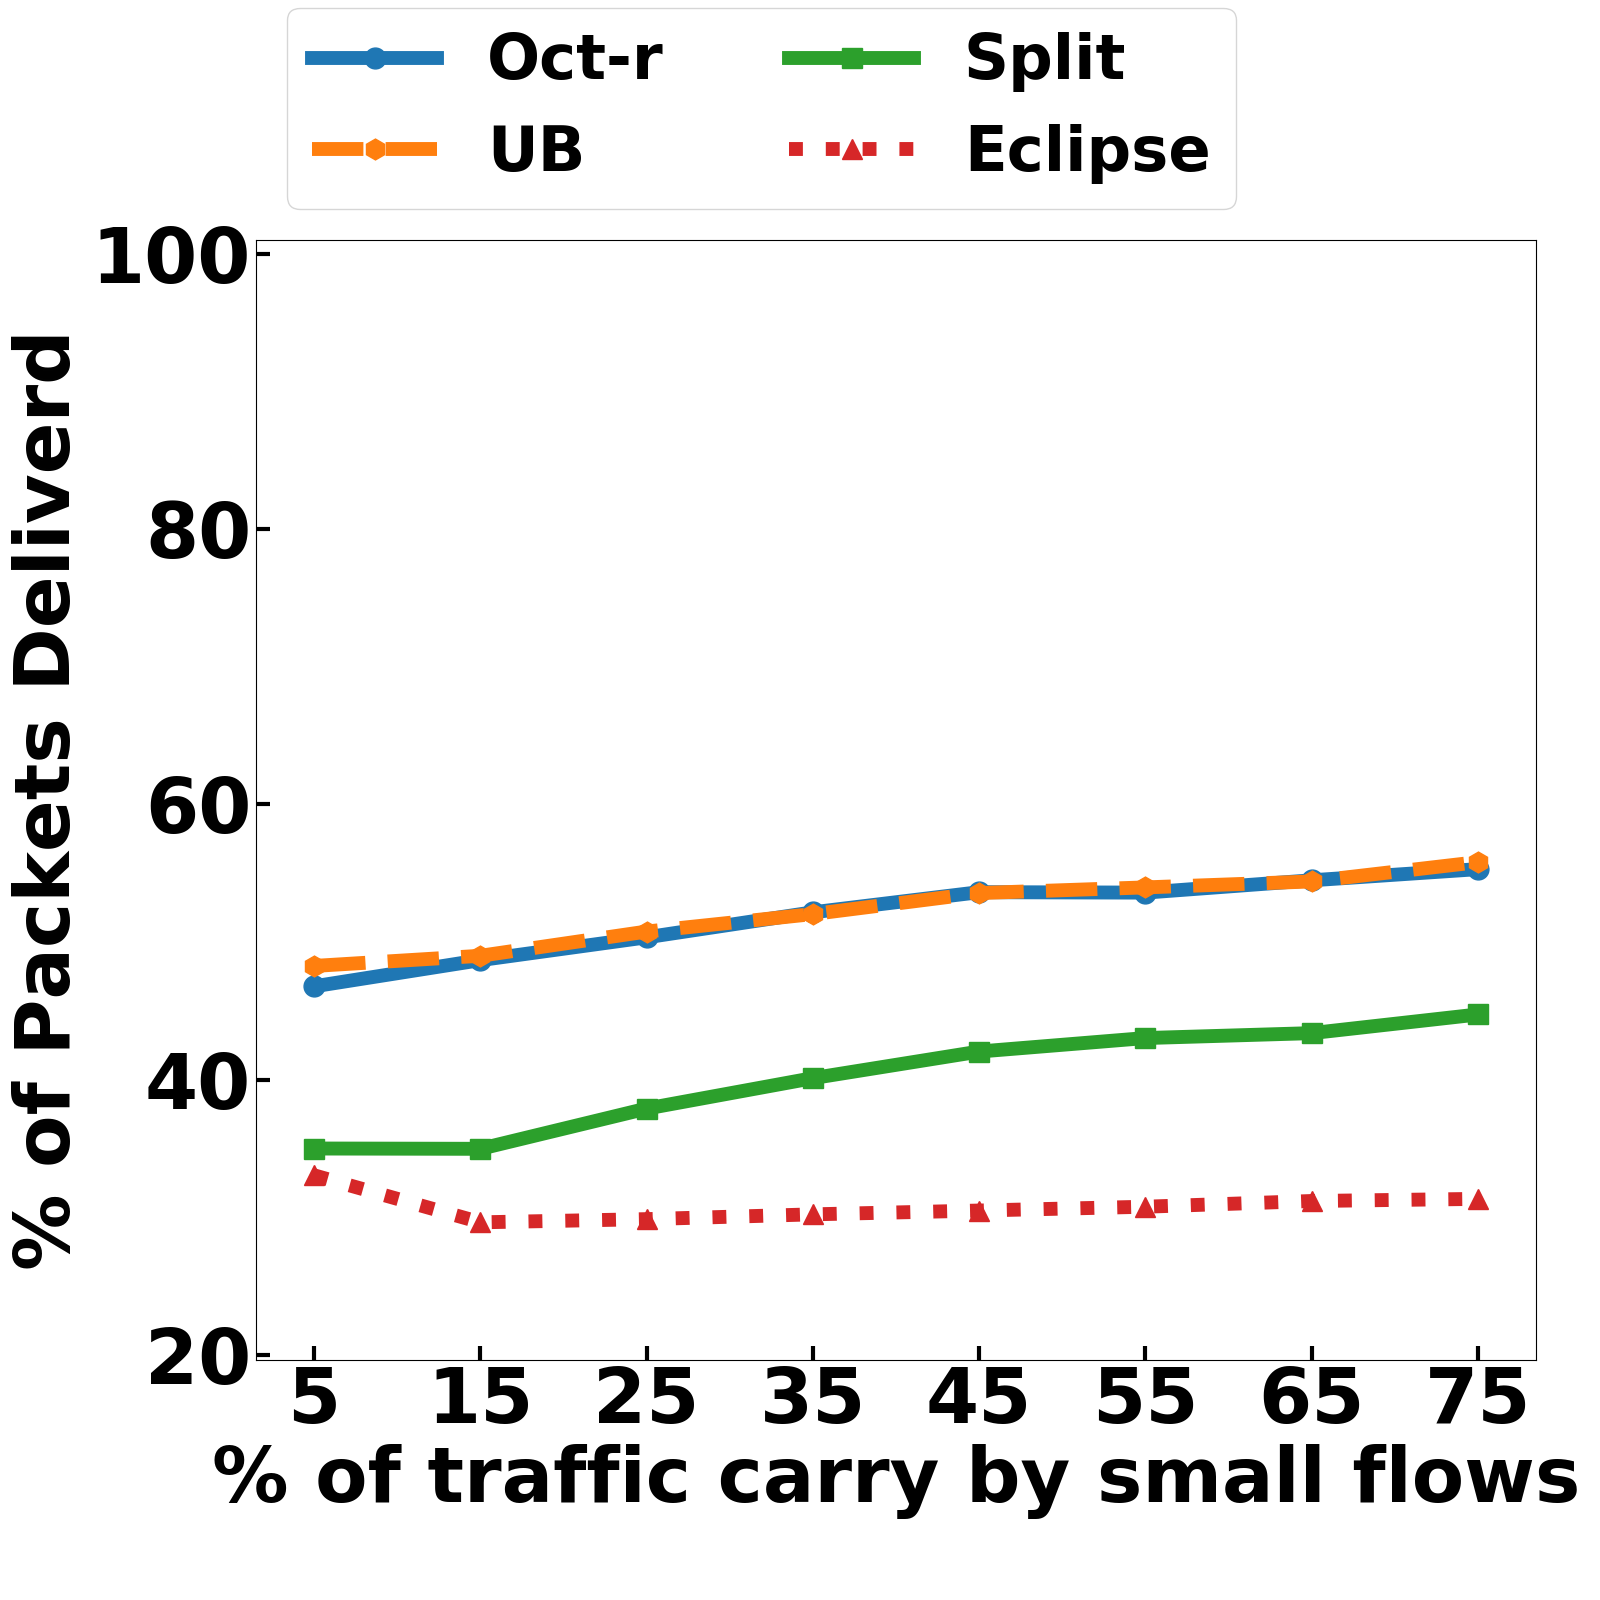 Oct-r Split
UB Eclipse
100
80
60
40
20
% of Packets Deliverd
5 15 25 35 45 55 65 75
% of traffic carry by small flows